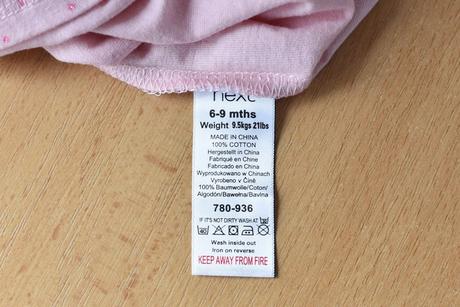 next
6-9 mths
Weight 9.5kgs 21lbs
MADE IN CHINA
100% COTTON
Hergestellt in China
Fabriqué en Chine
Fabricado en China
Wyprodukowano w Chinach
Vyrobeno v Číně
100% Baumwolle/Coton/
Algodón/Bawełna/Bavlna
780-936
IF IT'S NOT DIRTY WASH AT
40
Wash inside out
Iron on reverse
KEEP AWAY FROM FIRE